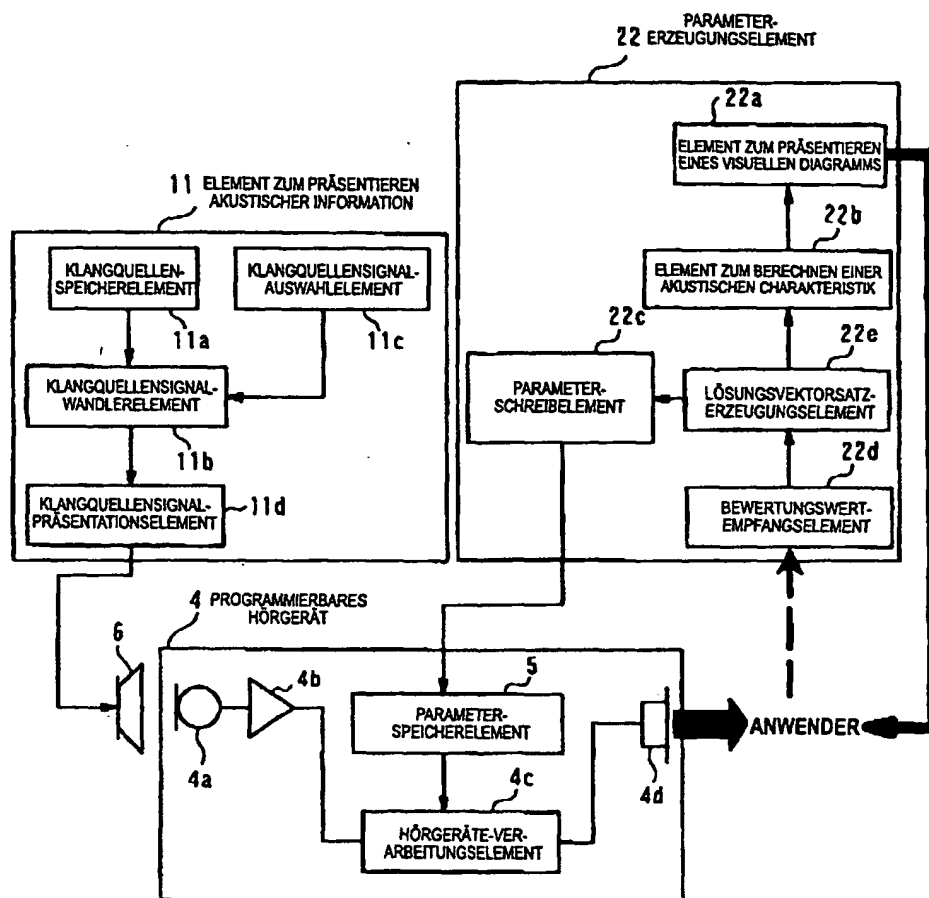 PARAMETER-
22 ERZEUGUNGSELEMENT
22a
ELEMENT ZUM PRÄSENTIEREN
EINES VISUELLEN DIAGRAMMS
22b
ELEMENT ZUM BERECHNEN EINER
AKUSTISCHEN CHARAKTERISTIK
22c
PARAMETER-
SCHREIBELEMENT
22e
LÖSUNGSVEKTORSATZ-
ERZEUGUNGSELEMENT
22d
BEWERTUNGSWERT-
EMPFANGSELEMENT
11 ELEMENT ZUM PRÄSENTIEREN
AKUSTISCHER INFORMATION
KLANGQUELLEN-
SPEICHERELEMENT
11a
KLANGQUELLENSIGNAL-
AUSWAHLELEMENT
11c
KLANGQUELLENSIGNAL-
WANDLERELEMENT
11b
KLANGQUELLENSIGNAL-
PRÄSENTATIONSELEMENT
11d
4 PROGRAMMIERBARES
HÖRGERÄT
6
4a
4b
5
PARAMETER-
SPEICHERELEMENT
4c
HÖRGERÄTE-VER-
ARBEITUNGSELEMENT
4d
ANWENDER